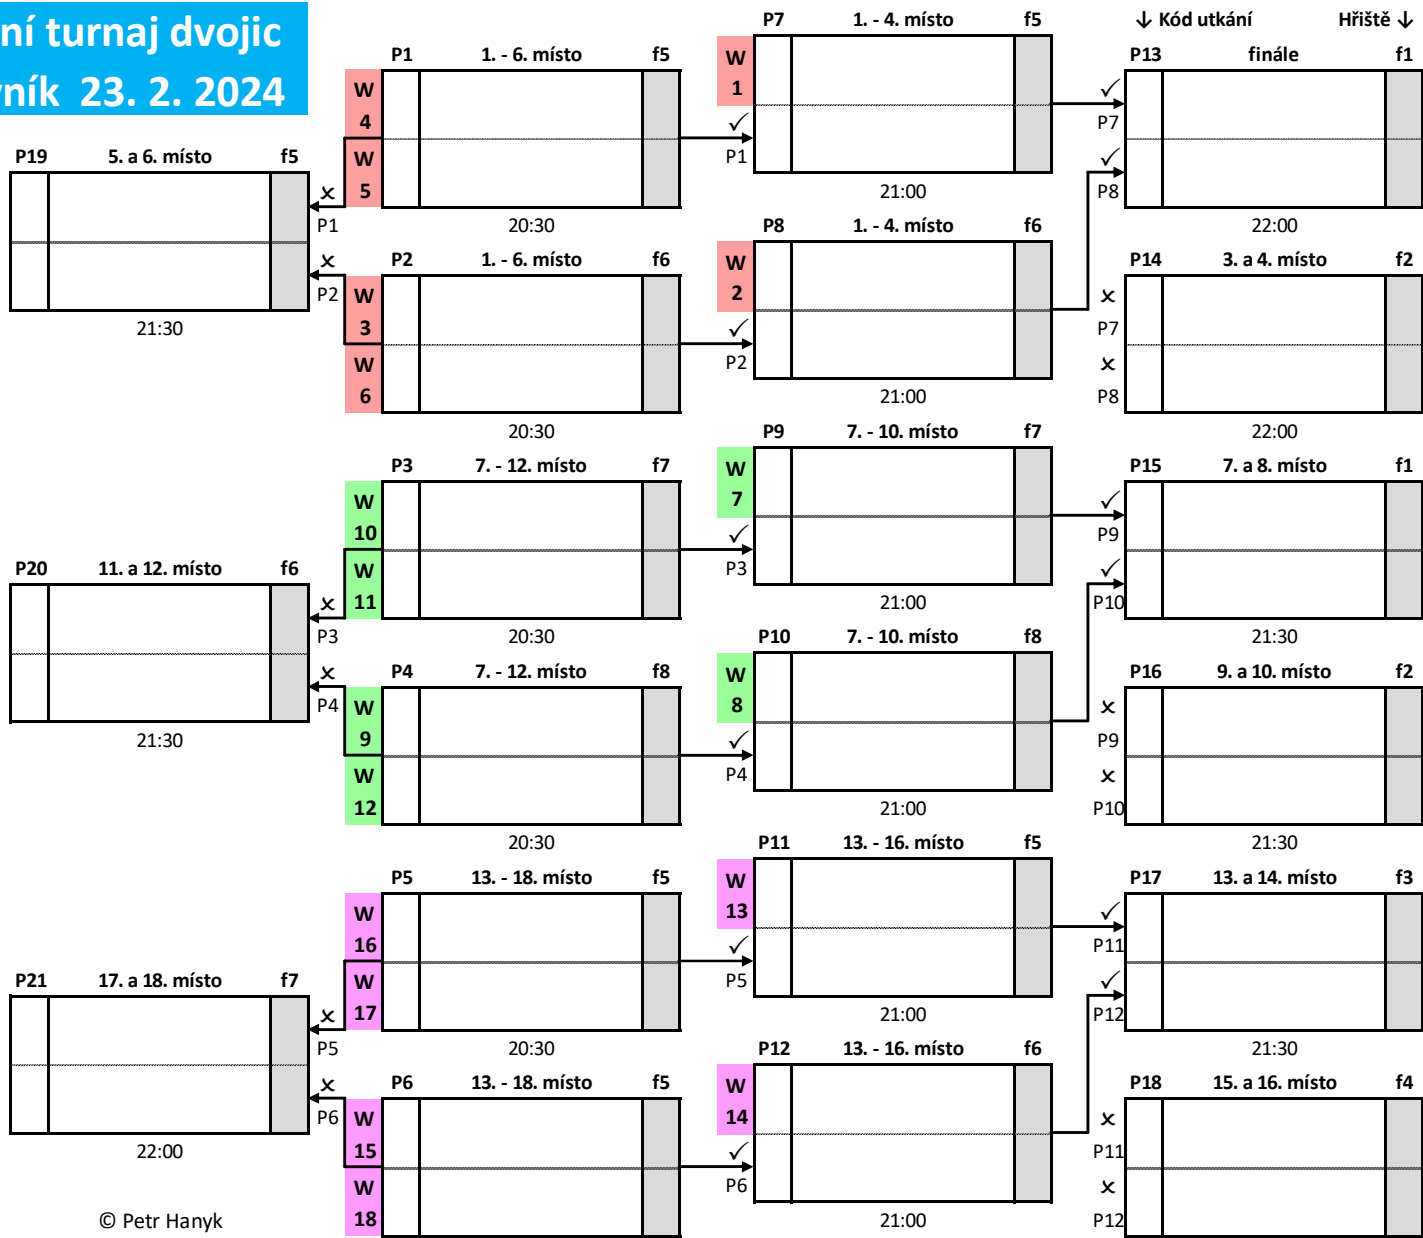 ní turnaj dvojic
ník 23. 2. 2024
↓ Kód utkání Hřiště ↓
P19 5. a 6. místo f5
21:30
P20 11. a 12. místo f6
21:30
P21 17. a 18. místo f7
22:00
© Petr Hanyk
P1 1. - 6. místo f5
W
4
W
5
✗
P1
20:30
P2 1. - 6. místo f6
✗
P2
W
3
W
6
20:30
P3 7. - 12. místo f7
W
10
W
11
✗
P3
20:30
P4 7. - 12. místo f8
✗
P4
W
9
W
12
20:30
P5 13. - 18. místo f5
W
16
W
17
✗
P5
20:30
P6 13. - 18. místo f5
✗
P6
W
15
W
18
P7 1. - 4. místo f5
W
1
✓
P1
21:00
P8 1. - 4. místo f6
W
2
✓
P2
21:00
P9 7. - 10. místo f7
W
7
✓
P3
21:00
P10 7. - 10. místo f8
W
8
✓
P4
21:00
P11 13. - 16. místo f5
W
13
✓
P5
21:00
P12 13. - 16. místo f6
W
14
✓
P6
21:00
P13 finále f1
✓
P7
✓
P8
22:00
P14 3. a 4. místo f2
✗
P7
✗
P8
22:00
P15 7. a 8. místo f1
✓
P9
✓
P10
21:30
P16 9. a 10. místo f2
✗
P9
✗
P10
21:30
P17 13. a 14. místo f3
✓
P11
✓
P12
21:30
P18 15. a 16. místo f4
✗
P11
✗
P12